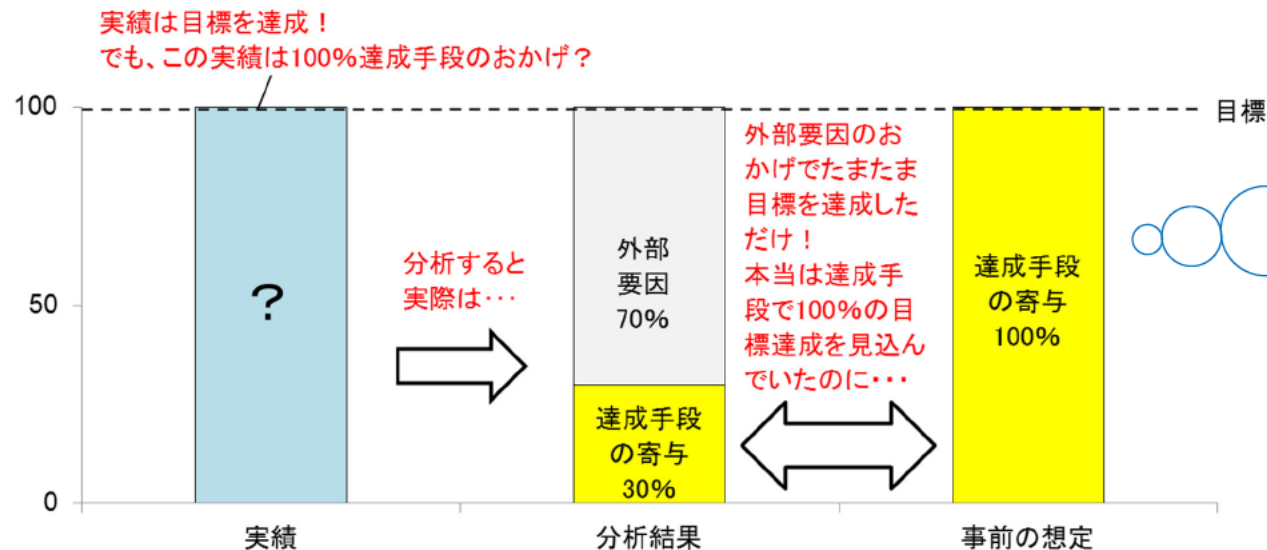 実績は目標を達成！
でも、この実績は100％達成手段のおかげ？
100
目標
外部要因のお
かげでたまたま
目標を達成した
だけ！
本当は達成手
段で100％の目
標達成を見込ん
でいたのに・・・
外部
要因
70%
達成手段
の寄与
100%
分析すると
実際は・・・
50
？
達成手段
の寄与
30%
0
実績
分析結果
事前の想定